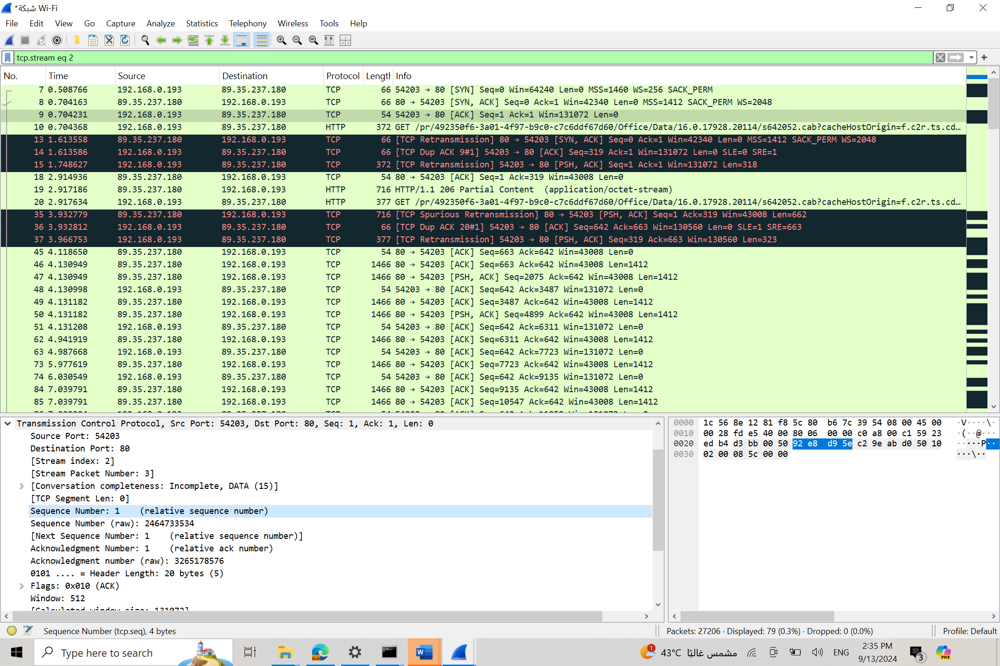 *شبكة Wi-Fi
File Edit View Go Capture Analyze Statistics Telephony Wireless Tools Help
tcp.stream eq 2
No. Time Source Destination Protocol Length Info
7 0.508766 192.168.0.193 89.35.237.180 TCP 66 54203 → 80 [SYN] Seq=0 Win=64240 Len=0 MSS=1460 WS=256 SACK_PERM
8 0.704163 89.35.237.180 192.168.0.193 TCP 66 80 → 54203 [SYN, ACK] Seq=0 Ack=1 Win=42340 Len=0 MSS=1412 SACK_PERM WS=2048
9 0.704231 192.168.0.193 89.35.237.180 TCP 54 54203 → 80 [ACK] Seq=1 Ack=1 Win=131072 Len=0
10 0.704368 192.168.0.193 89.35.237.180 HTTP 372 GET /pr/492350f6-3a01-4f97-b9c0-c7c6ddf67d60/Office/Data/16.0.17928.20114/s642052.cab?cacheHostOrigin=f.c2r.ts.cd…
13 1.613558 89.35.237.180 192.168.0.193 TCP 66 [TCP Retransmission] 80 → 54203 [SYN, ACK] Seq=0 Ack=1 Win=42340 Len=0 MSS=1412 SACK_PERM WS=2048
14 1.613586 192.168.0.193 89.35.237.180 TCP 66 [TCP Dup ACK 9#1] 54203 → 80 [ACK] Seq=319 Ack=1 Win=131072 Len=0 SLE=0 SRE=1
15 1.748627 192.168.0.193 89.35.237.180 TCP 372 [TCP Retransmission] 54203 → 80 [PSH, ACK] Seq=1 Ack=1 Win=131072 Len=318
18 2.914936 89.35.237.180 192.168.0.193 TCP 54 80 → 54203 [ACK] Seq=1 Ack=319 Win=43008 Len=0
19 2.917186 89.35.237.180 192.168.0.193 HTTP 716 HTTP/1.1 206 Partial Content (application/octet-stream)
20 2.917634 192.168.0.193 89.35.237.180 HTTP 377 GET /pr/492350f6-3a01-4f97-b9c0-c7c6ddf67d60/Office/Data/16.0.17928.20114/s642052.cab?cacheHostOrigin=f.c2r.ts.cd…
35 3.932779 89.35.237.180 192.168.0.193 TCP 716 [TCP Spurious Retransmission] 80 → 54203 [PSH, ACK] Seq=1 Ack=319 Win=43008 Len=662
36 3.932812 192.168.0.193 89.35.237.180 TCP 66 [TCP Dup ACK 20#1] 54203 → 80 [ACK] Seq=642 Ack=663 Win=130560 Len=0 SLE=1 SRE=663
37 3.966753 192.168.0.193 89.35.237.180 TCP 377 [TCP Retransmission] 54203 → 80 [PSH, ACK] Seq=319 Ack=663 Win=130560 Len=323
45 4.118650 89.35.237.180 192.168.0.193 TCP 54 80 → 54203 [ACK] Seq=663 Ack=642 Win=43008 Len=0
46 4.130949 89.35.237.180 192.168.0.193 TCP 1466 80 → 54203 [ACK] Seq=663 Ack=642 Win=43008 Len=1412
47 4.130949 89.35.237.180 192.168.0.193 TCP 1466 80 → 54203 [PSH, ACK] Seq=2075 Ack=642 Win=43008 Len=1412
48 4.130998 192.168.0.193 89.35.237.180 TCP 54 54203 → 80 [ACK] Seq=642 Ack=3487 Win=131072 Len=0
49 4.131182 89.35.237.180 192.168.0.193 TCP 1466 80 → 54203 [ACK] Seq=3487 Ack=642 Win=43008 Len=1412
50 4.131182 89.35.237.180 192.168.0.193 TCP 1466 80 → 54203 [PSH, ACK] Seq=4899 Ack=642 Win=43008 Len=1412
51 4.131208 192.168.0.193 89.35.237.180 TCP 54 54203 → 80 [ACK] Seq=642 Ack=6311 Win=131072 Len=0
62 4.941919 89.35.237.180 192.168.0.193 TCP 1466 80 → 54203 [ACK] Seq=6311 Ack=642 Win=43008 Len=1412
63 4.987668 192.168.0.193 89.35.237.180 TCP 54 54203 → 80 [ACK] Seq=642 Ack=7723 Win=131072 Len=0
73 5.977619 89.35.237.180 192.168.0.193 TCP 1466 80 → 54203 [ACK] Seq=7723 Ack=642 Win=43008 Len=1412
74 6.030549 192.168.0.193 89.35.237.180 TCP 54 54203 → 80 [ACK] Seq=642 Ack=9135 Win=131072 Len=0
84 7.039791 89.35.237.180 192.168.0.193 TCP 1466 80 → 54203 [ACK] Seq=9135 Ack=642 Win=43008 Len=1412
85 7.039791 89.35.237.180 192.168.0.193 TCP 1466 80 → 54203 [ACK] Seq=10547 Ack=642 Win=43008 Len=1412
Transmission Control Protocol, Src Port: 54203, Dst Port: 80, Seq: 1, Ack: 1, Len: 0
Source Port: 54203
Destination Port: 80
[Stream index: 2]
[Stream Packet Number: 3]
[Conversation completeness: Incomplete, DATA (15)]
[TCP Segment Len: 0]
Sequence Number: 1 (relative sequence number)
Sequence Number (raw): 2464733534
[Next Sequence Number: 1 (relative sequence number)]
Acknowledgment Number: 1 (relative ack number)
Acknowledgment number (raw): 3265178576
0101 .... = Header Length: 20 bytes (5)
Flags: 0x010 (ACK)
Window: 512
[Calculated window size: 131072]
0000 1c 56 8e 12 81 f8 5c 80 b6 7c 39 54 08 00 45 00 ·V····\·
0010 00 28 fd e5 40 00 80 06 00 00 c0 a8 00 c1 59 23 ·(··@···
0020 ed b4 d3 bb 00 50 92 e8 d9 5e c2 9e ab d0 50 10 ·····P··
0030 02 00 08 5c 00 00 ···\··
Sequence Number (tcp.seq), 4 bytes
Packets: 27206 · Displayed: 79 (0.3%) · Dropped: 0 (0.0%)
Profile: Default
Type here to search
1
43°C مشمس غالبًا
ENG
2:35 PM
9/13/2024
3
PRE